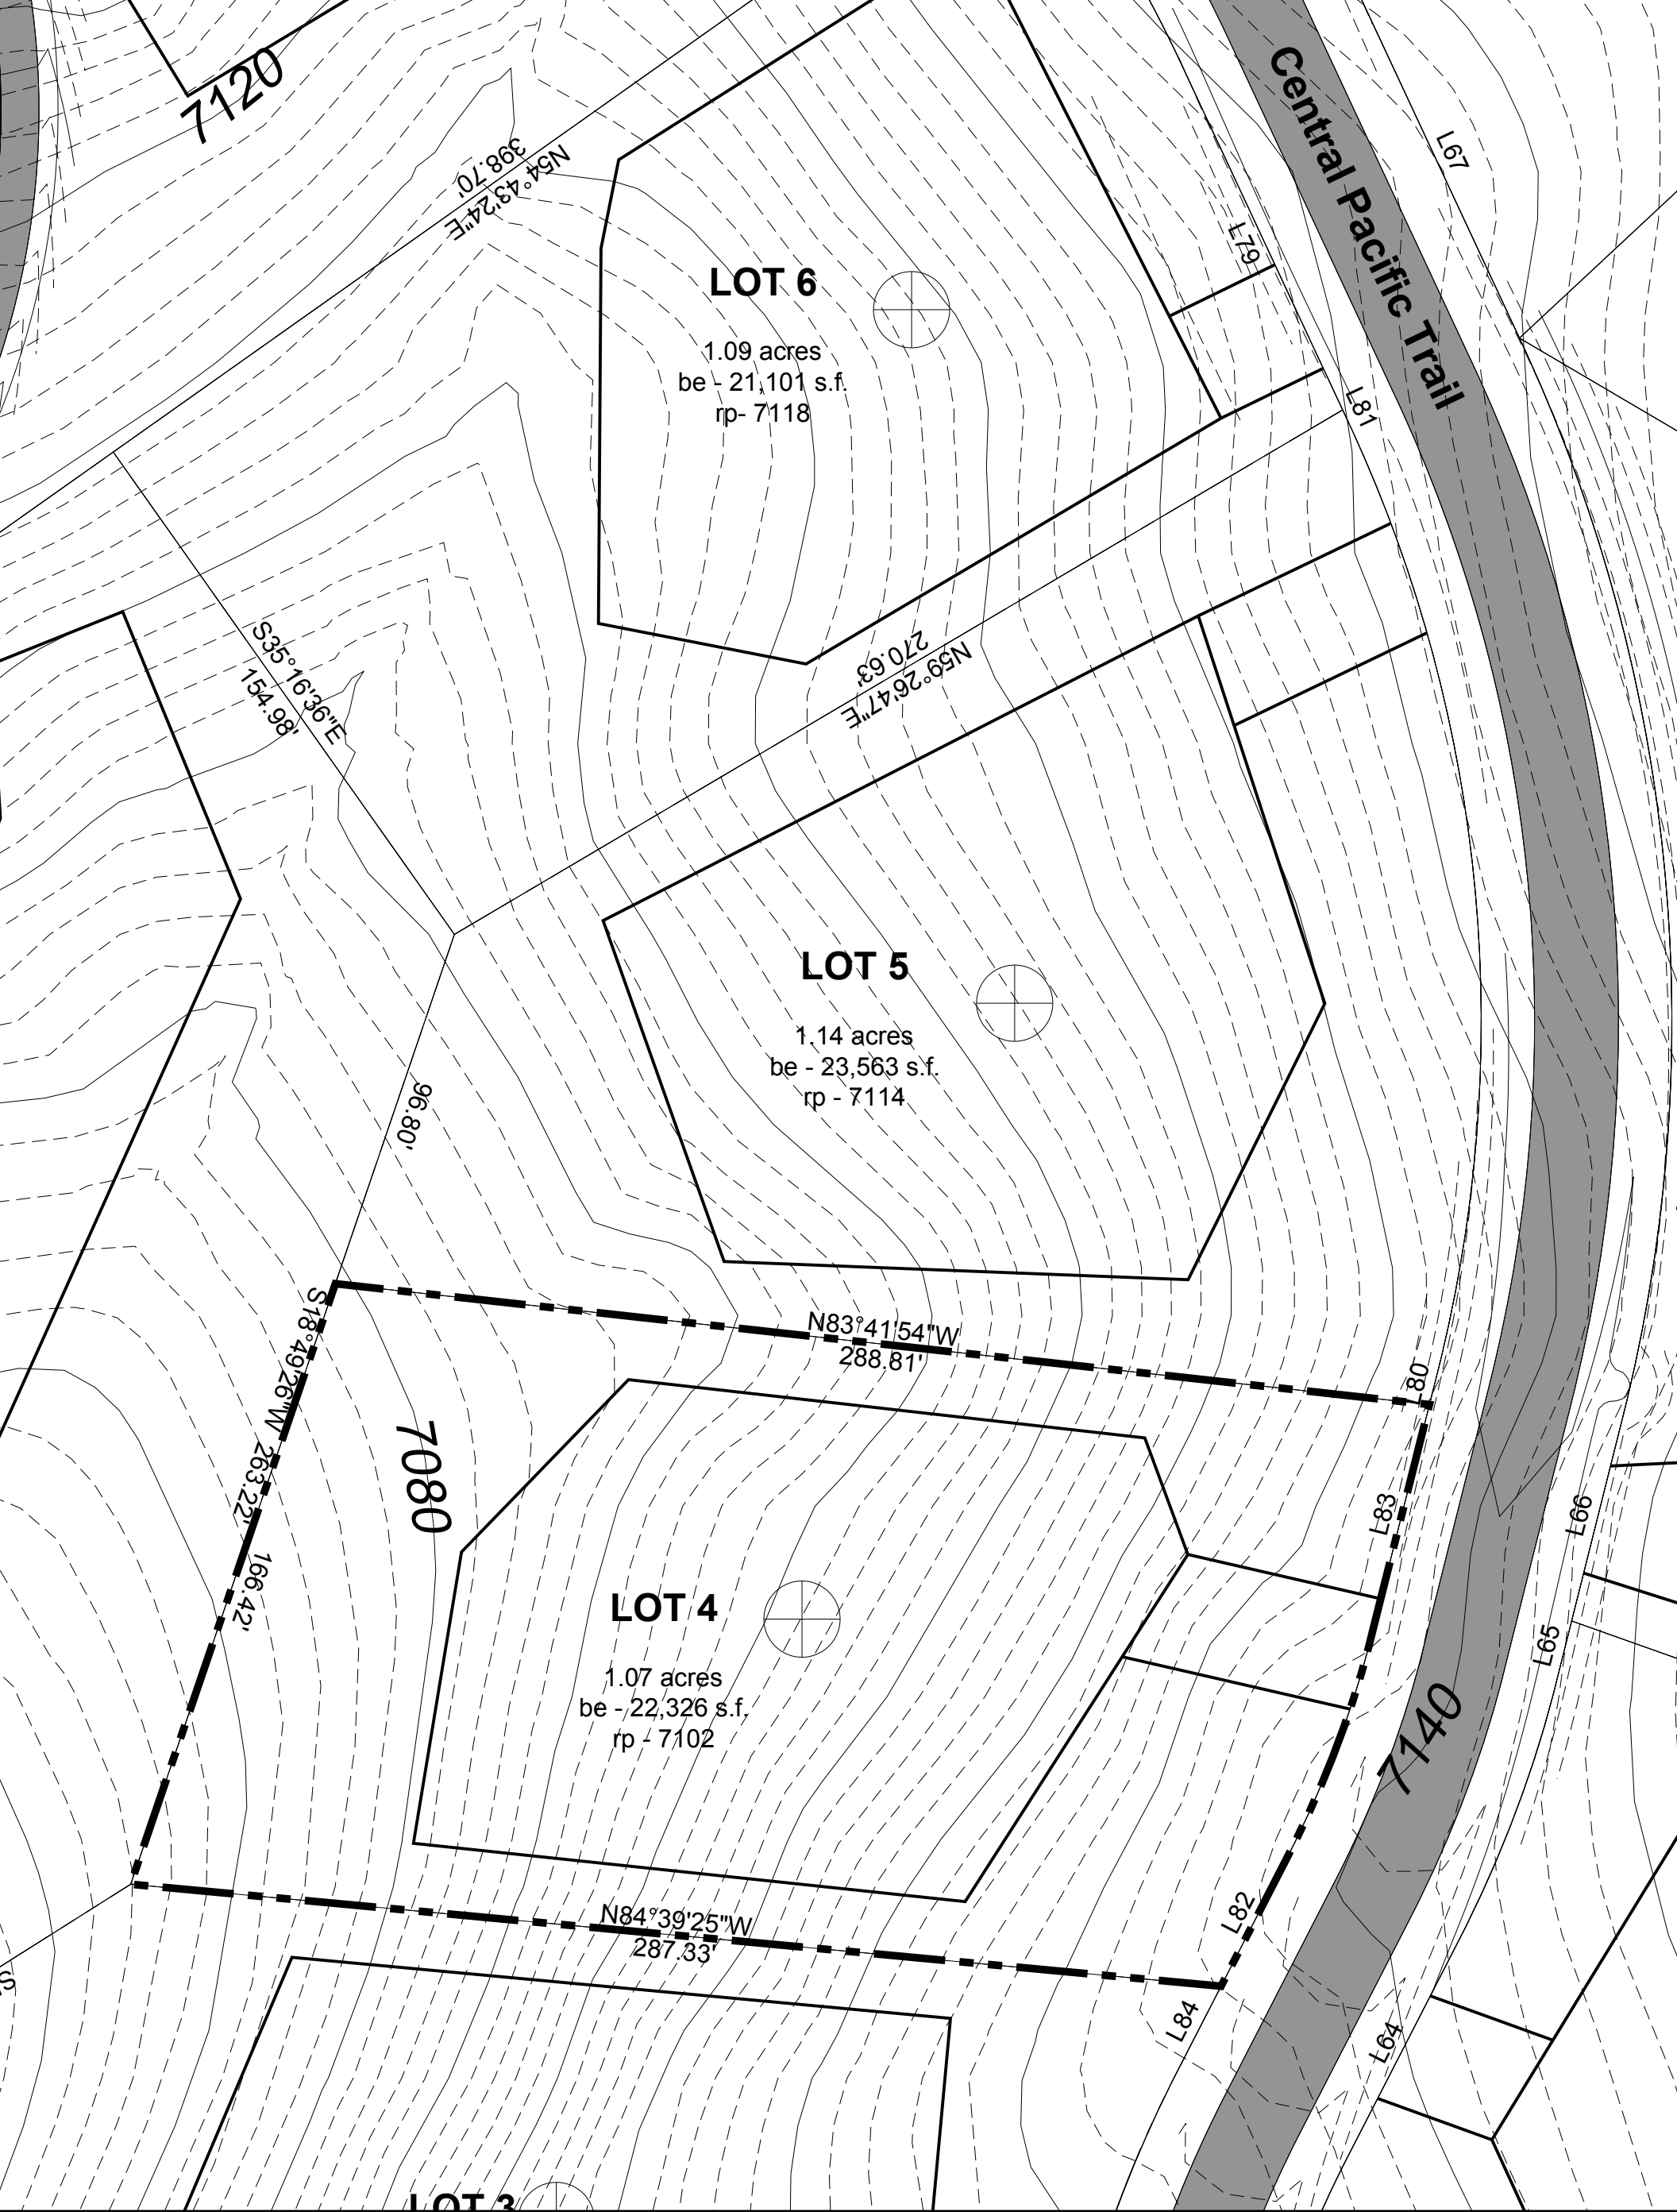 7120
Central Pacific Trail
L67
398.70'
N54°43'24"E
LOT 6
L79
1.09 acres
be - 21,101 s.f.
rp- 7118
L81
S35°16'36"E
154.98'
270.63'
N59°26'47"E
LOT 5
1.14 acres
be - 23,563 s.f.
rp - 7114
96.80'
N83°41'54"W
288.81'
L80
S18°49'26"W 263.22'
166.42'
7080
L83
L66
LOT 4
1.07 acres
be - 22,326 s.f.
rp - 7102
L65
7140
L82
N84°39'25"W
287.33'
S
L84
L64
LOT 3